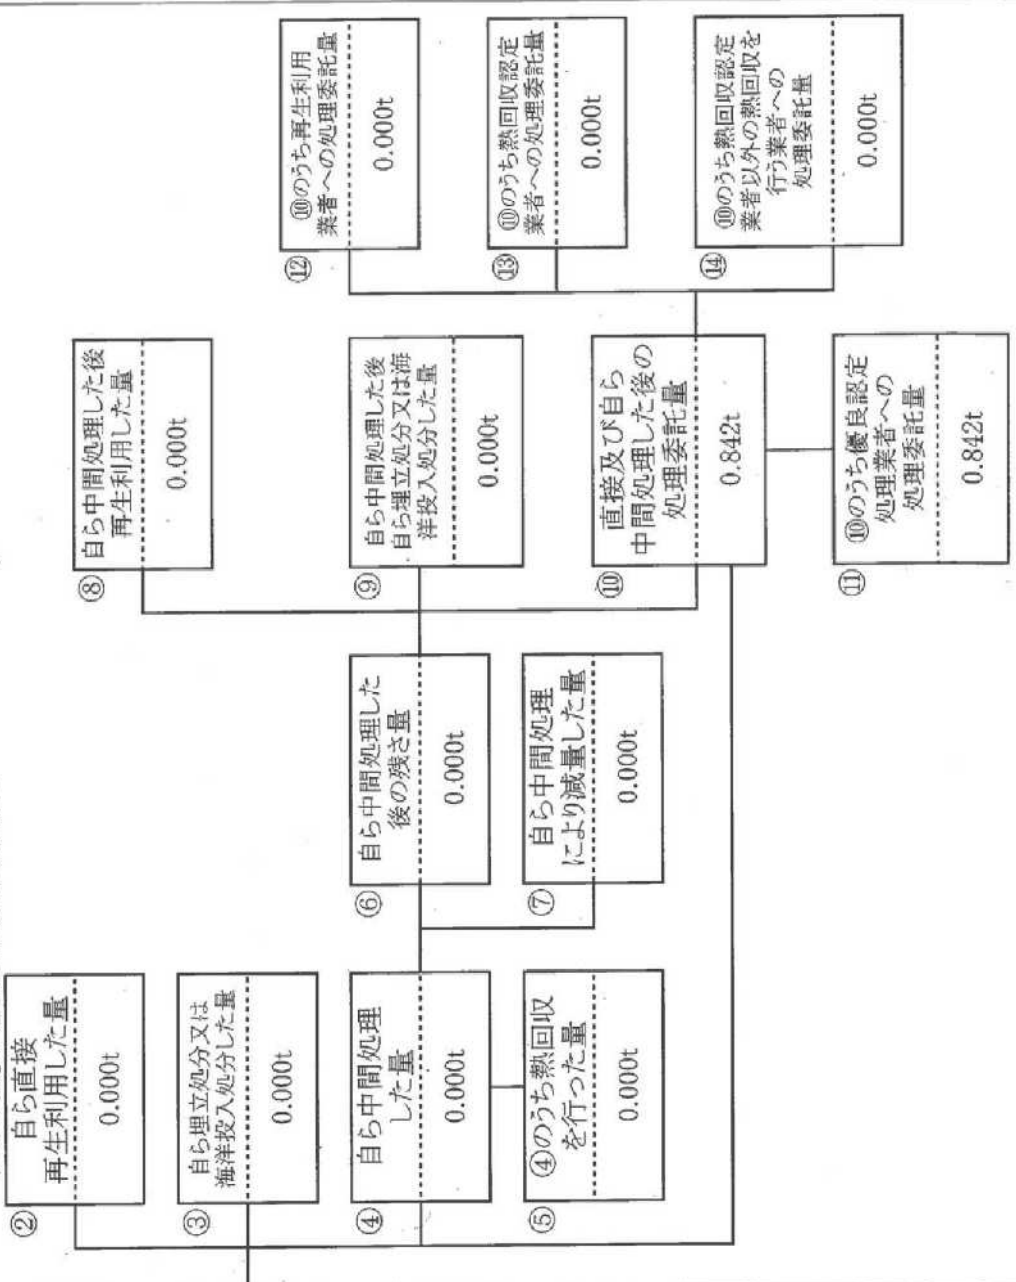 ②
自ら直接
再生利用した量
0.000t
③
自ら埋立処分又は
海洋投入処分した量
0.000t
④
自ら中間処理
した量
0.000t
⑤
④のうち熱回収
を行った量
0.000t
⑥
自ら中間処理した
後の残さ量
0.000t
⑦
自ら中間処理
により減量した量
0.000t
⑧
自ら中間処理した後
再生利用した量
0.000t
⑨
自ら中間処理した後
自ら埋立処分又は海
洋投入処分した量
0.000t
⑩
直接及び自ら
中間処理した後の
処理委託量
0.842t
⑪
⑩のうち優良認定
処理業者への
処理委託量
0.842t
⑫
⑩のうち再生利用
業者への処理委託量
0.000t
⑬
⑩のうち熱回収認定
業者への処理委託量
0.000t
⑭
⑩のうち熱回収認定
業者以外の熱回収を
行う業者への
処理委託量
0.000t